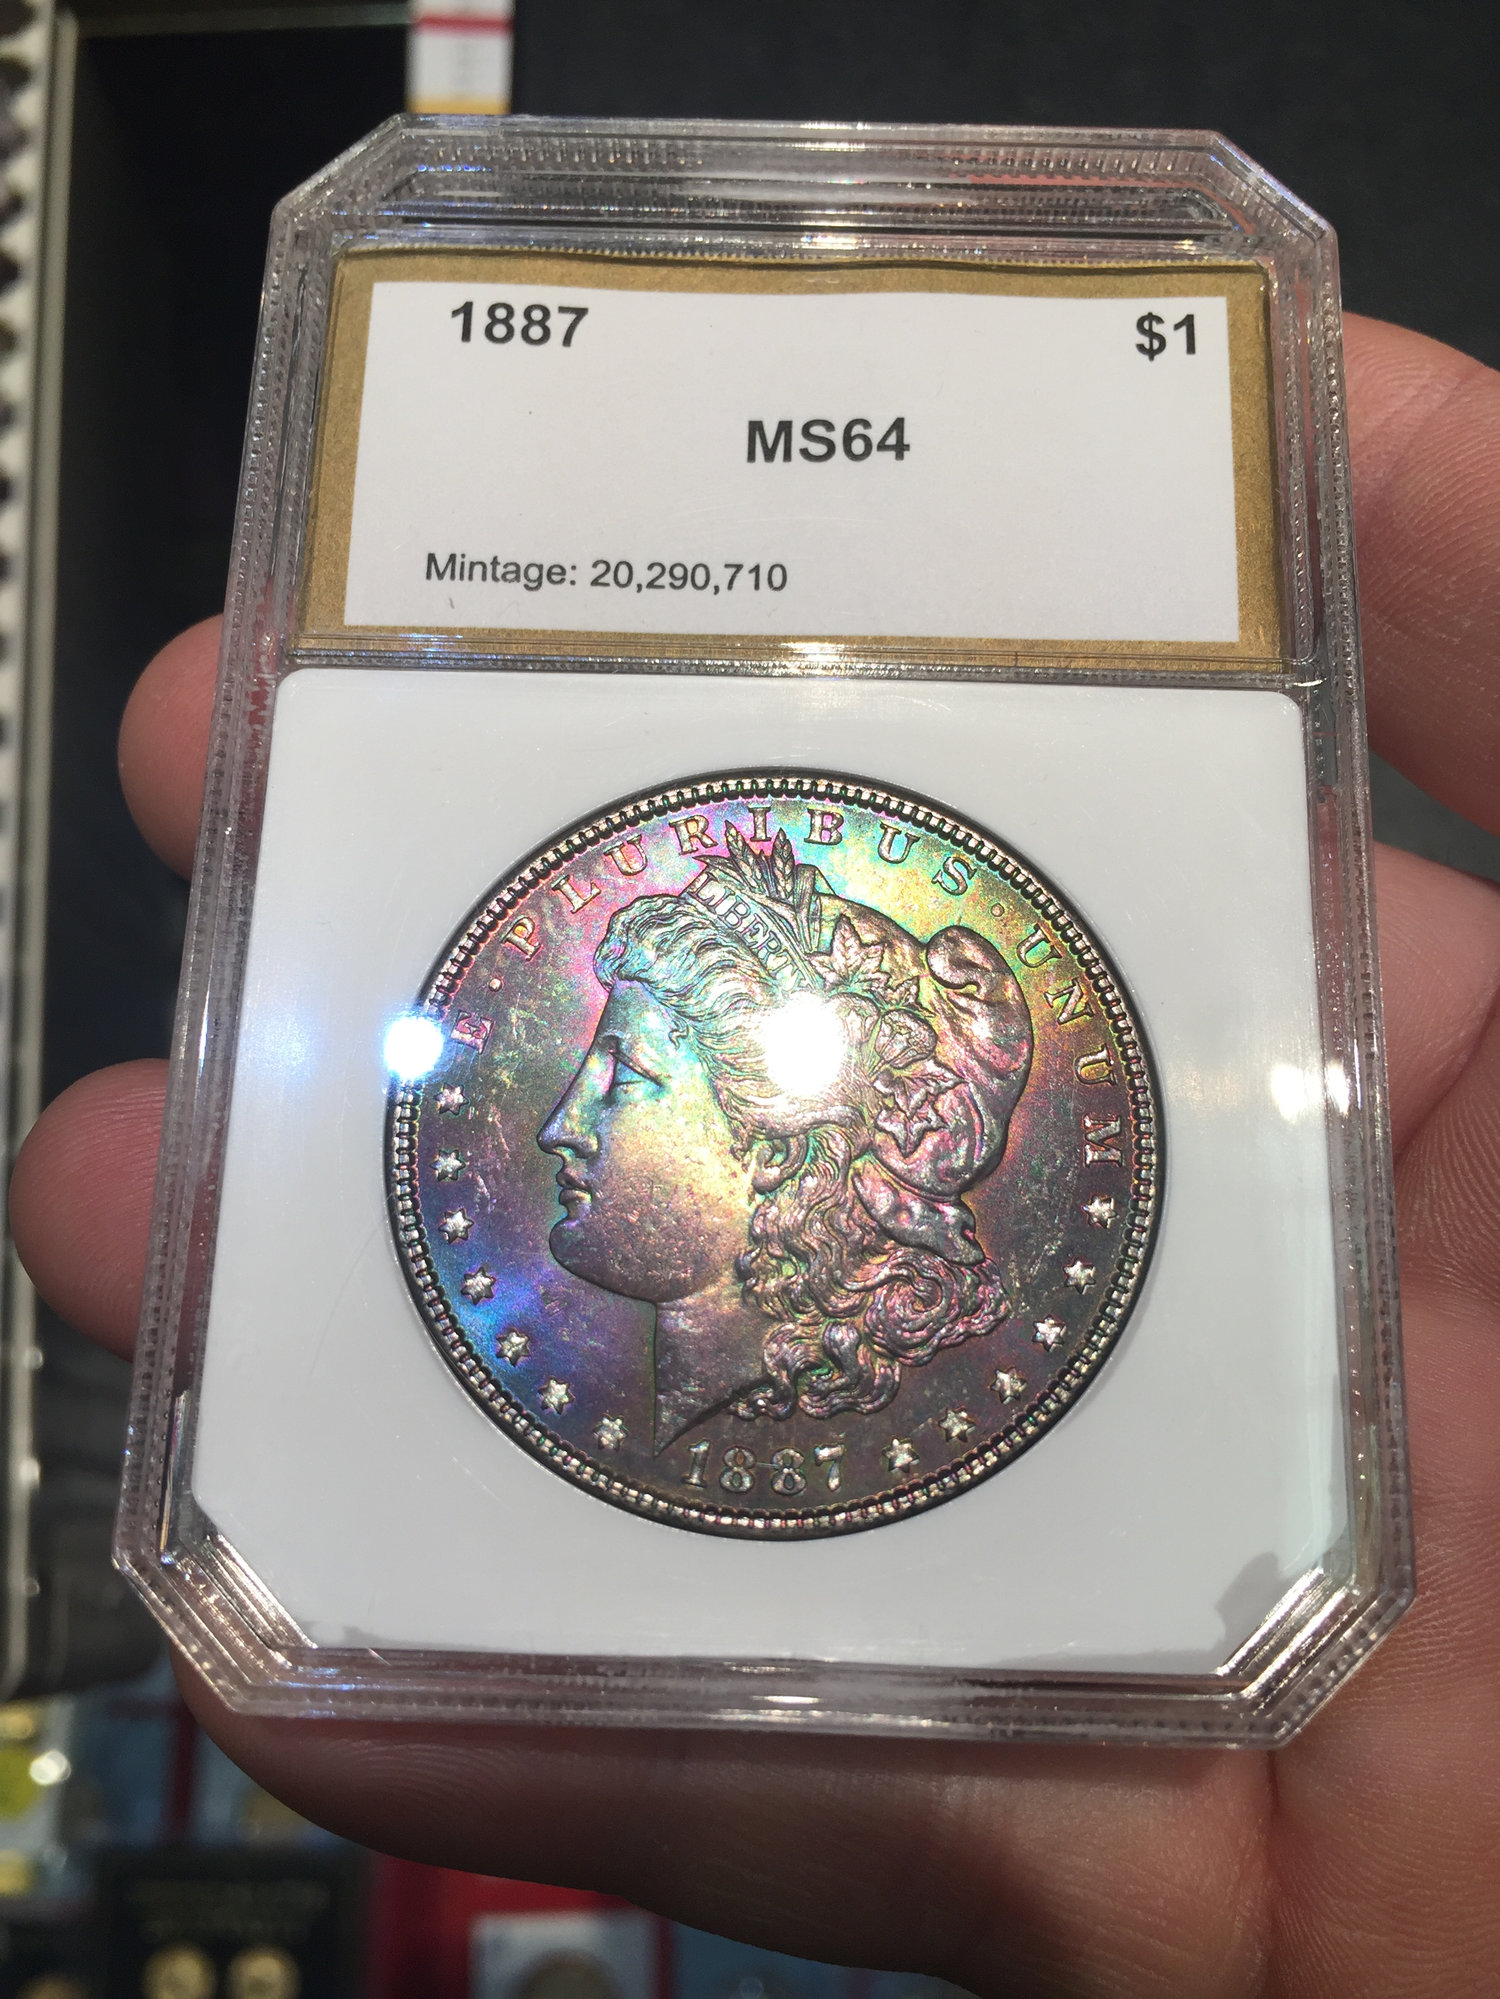 1887 $1
MS64
Mintage: 20,290,710
E · PLURIBUS · UNUM
LIBERTY
1887